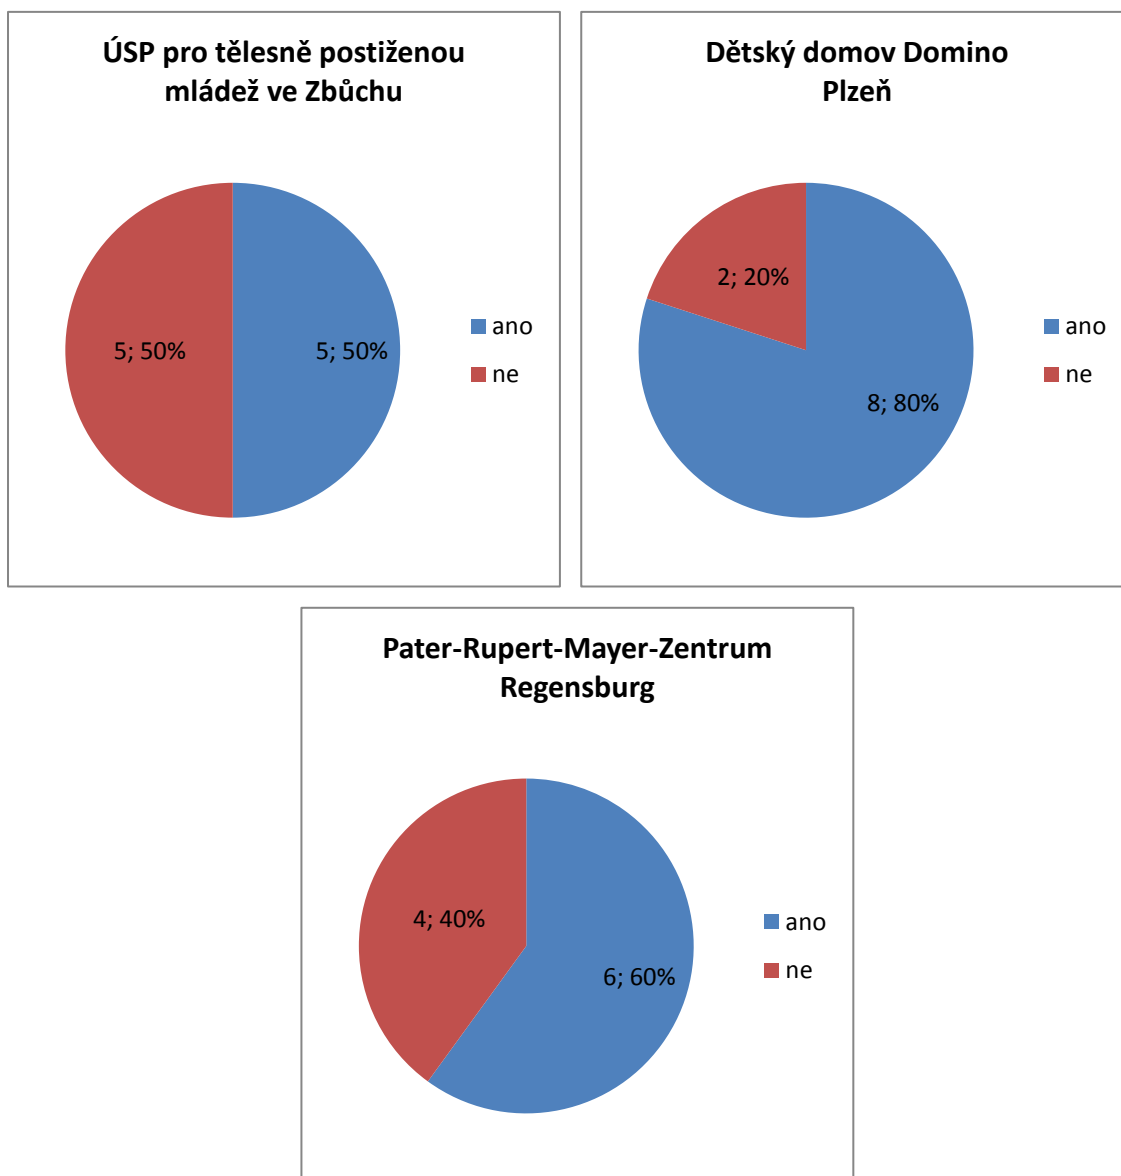 ÚSP pro tělesně postiženou
mládež ve Zbůchu
5; 50%
5; 50%
ano
ne
Dětský domov Domino
Plzeň
2; 20%
8; 80%
ano
ne
Pater-Rupert-Mayer-Zentrum
Regensburg
4; 40%
6; 60%
ano
ne